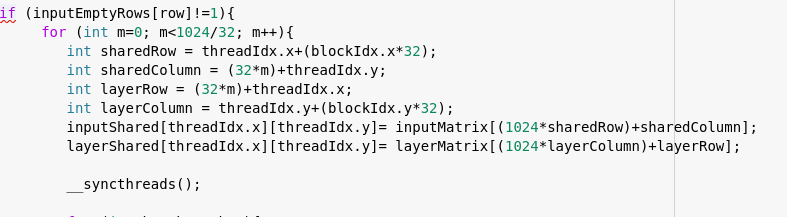 if (inputEmptyRows[row]!=1){
for (int m=0; m<1024/32; m++){
int sharedRow = threadIdx.x+(blockIdx.x*32);
int sharedColumn = (32*m)+threadIdx.y;
int layerRow = (32*m)+threadIdx.x;
int layerColumn = threadIdx.y+(blockIdx.y*32);
inputShared[threadIdx.x][threadIdx.y]= inputMatrix[(1024*sharedRow)+sharedColumn];
layerShared[threadIdx.x][threadIdx.y]= layerMatrix[(1024*layerColumn)+layerRow];
__syncthreads();